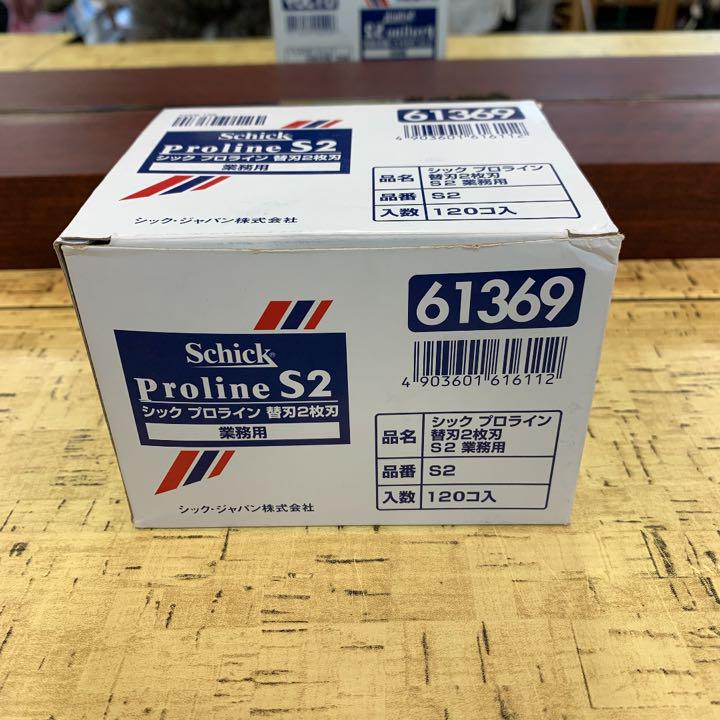 Schick
Proline S2
シック プロライン 替刃2枚刃
業務用
シック・ジャパン株式会社
61369
4 903601 616112
品名 シック プロライン
替刃2枚刃
S2 業務用
品番 S2
入数 120コ入
Schick®
Proline S2
シック プロライン 替刃2枚刃
業務用
シック・ジャパン株式会社
61369
4 903601 616112
品名 シック プロライン
替刃2枚刃
S2 業務用
品番 S2
入数 120コ入